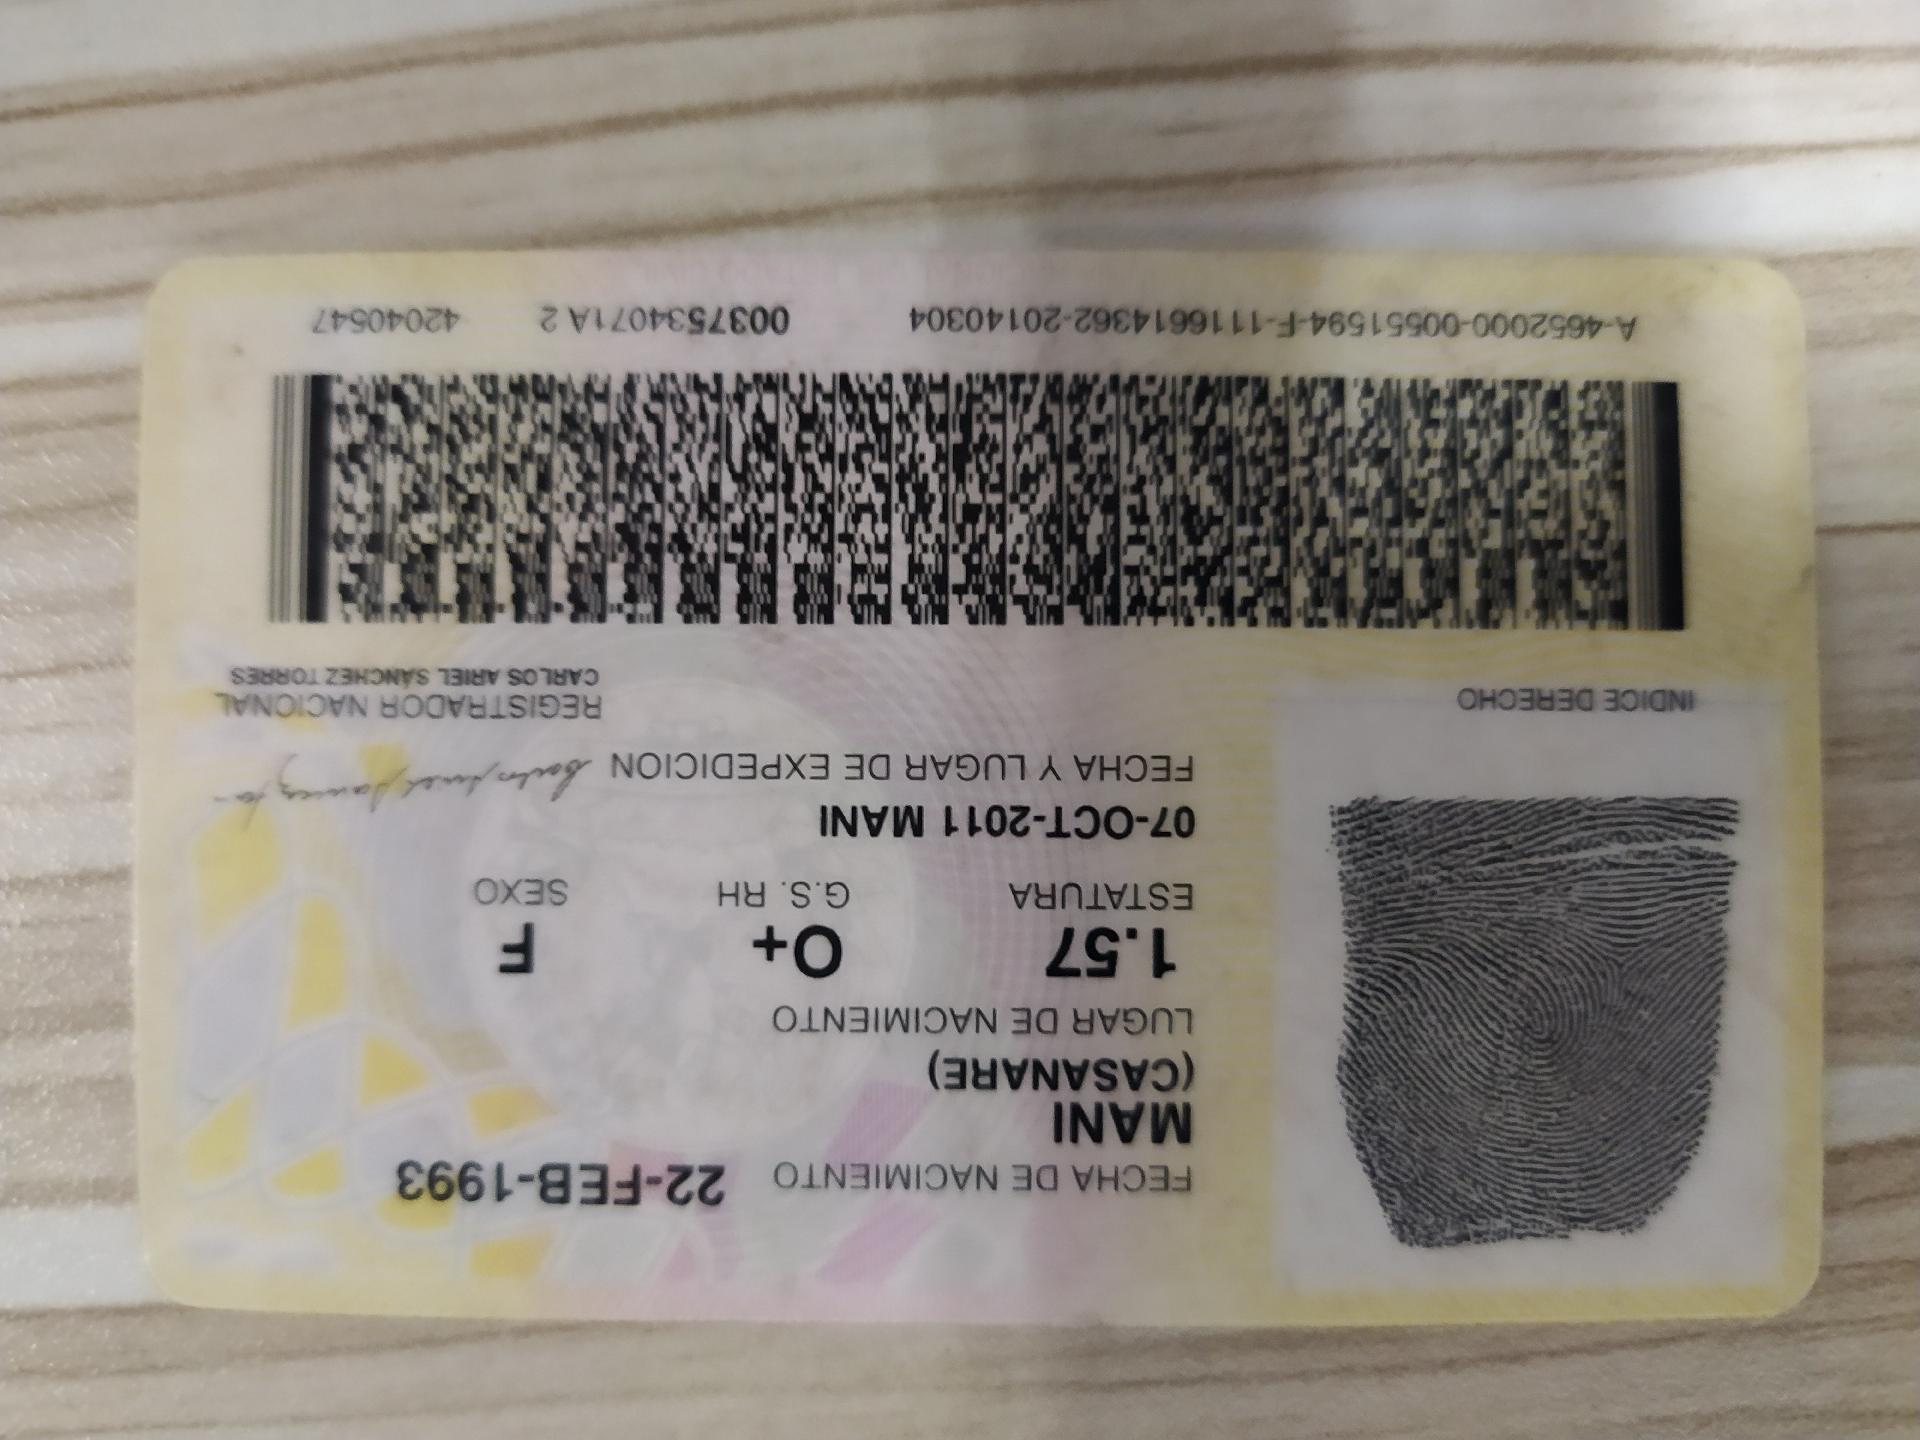 FECHA DE NACIMIENTO 22-FEB-1993
MANI
(CASANARE)
LUGAR DE NACIMIENTO
1.57 O+ F
ESTATURA G.S. RH SEXO
07-OCT-2011 MANI
FECHA Y LUGAR DE EXPEDICION
INDICE DERECHO
REGISTRADOR NACIONAL
CARLOS ARIEL SÁNCHEZ TORRES
A-4652000-00551594-F-1116614362-20140304 0037534071A 2 42040547